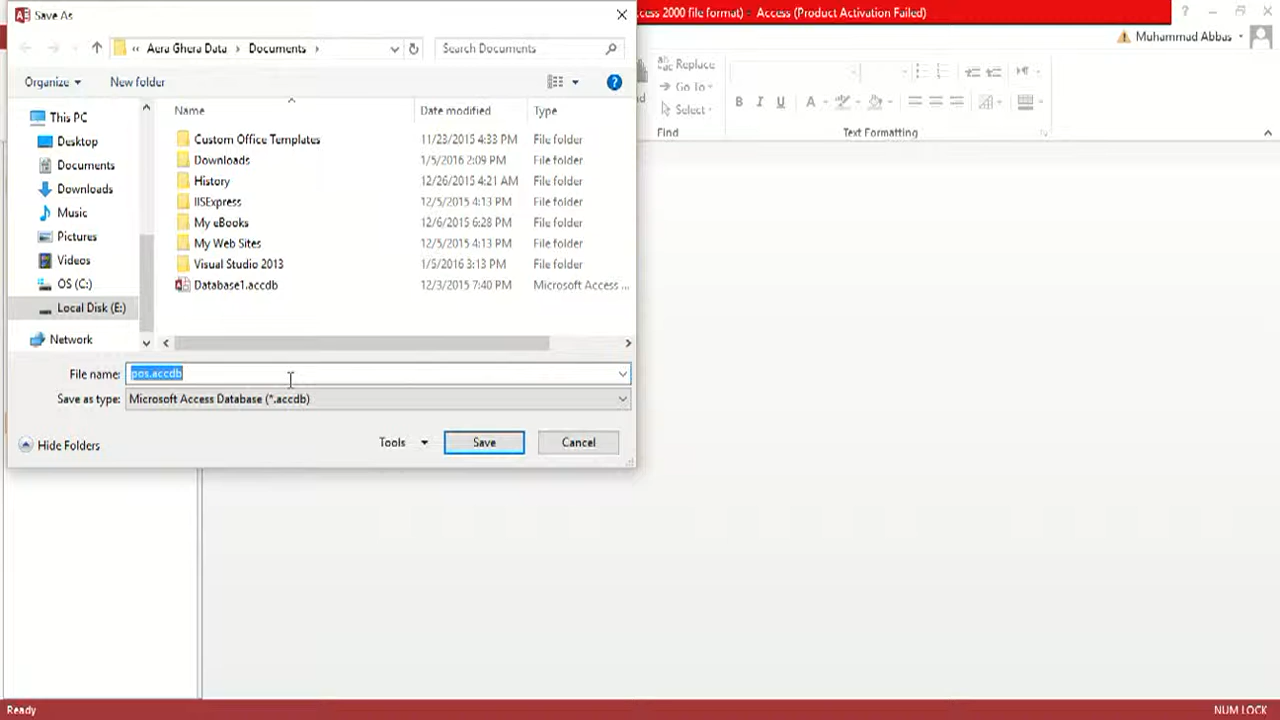 Save As
ccess 2000 file format) - Access (Product Activation Failed)
?
Muhammad Abbas
« Aera Ghera Data › Documents ›
Search Documents
Organize
New folder
?
Replace
Go To
Select
Find
B I U A
Text Formatting
This PC
Desktop
Documents
Downloads
Music
Pictures
Videos
OS (C:)
Local Disk (E:)
Network
Name Date modified Type
Custom Office Templates 11/23/2015 4:33 PM File folder
Downloads 1/5/2016 2:09 PM File folder
History 12/26/2015 4:21 AM File folder
IISExpress 12/5/2015 4:13 PM File folder
My eBooks 12/6/2015 6:28 PM File folder
My Web Sites 12/5/2015 4:13 PM File folder
Visual Studio 2013 1/5/2016 3:13 PM File folder
Database1.accdb 12/3/2015 7:40 PM Microsoft Access ...
File name: pos.accdb
Save as type: Microsoft Access Database (*.accdb)
Hide Folders
Tools
Save
Cancel
Ready
NUM LOCK